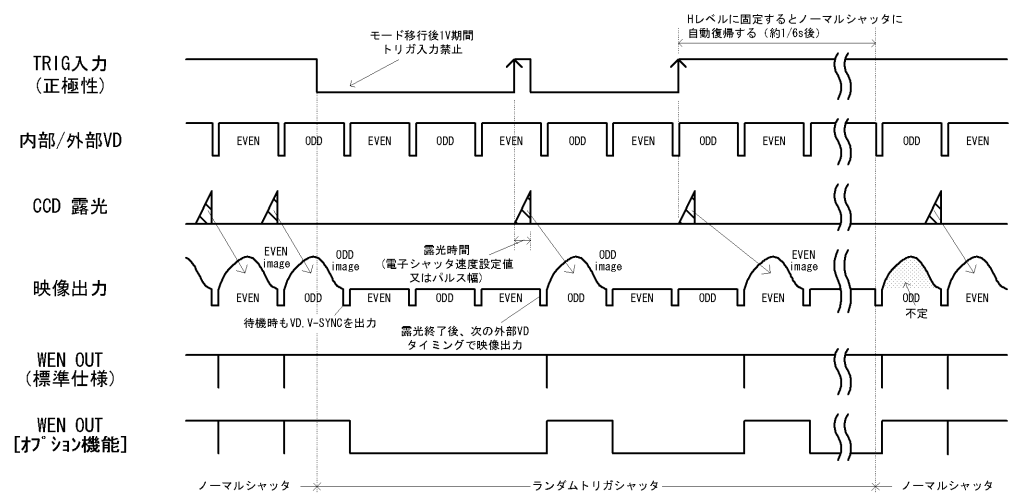 Hレベルに固定するとノーマルシャッタに
自動復帰する (約1/6s後)
モード移行後1V期間
トリガ入力禁止
TRIG入力
(正極性)
内部/外部VD
EVEN ODD EVEN ODD EVEN ODD EVEN ODD EVEN ODD EVEN
CCD 露光
露光時間
(電子シャッタ速度設定値
又はパルス幅)
EVEN
image
ODD
image
ODD
image
EVEN
image
映像出力
EVEN ODD EVEN ODD EVEN ODD EVEN ODD EVEN ODD EVEN
不定
待機時もVD、V-SYNCを出力
露光終了後、次の外部VD
タイミングで映像出力
WEN OUT
(標準仕様)
WEN OUT
[オプション機能]
ノーマルシャッタ
ランダムトリガシャッタ
ノーマルシャッタ